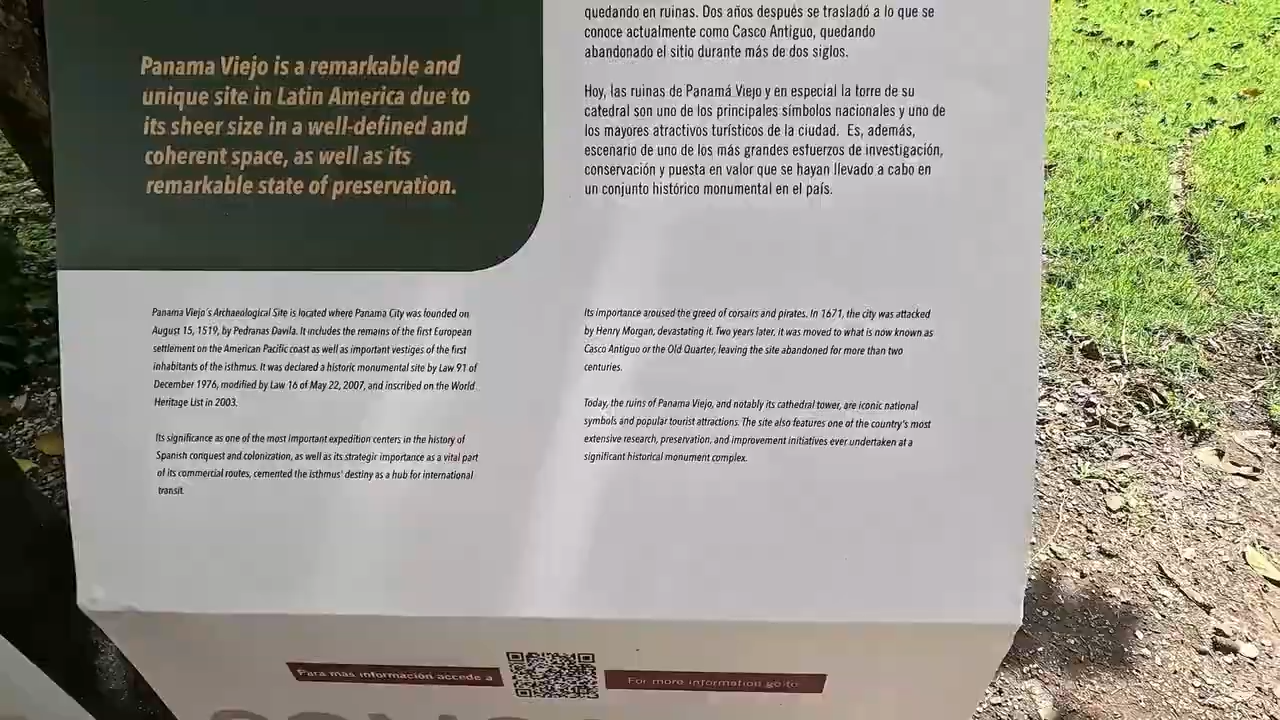 Panama Viejo is a remarkable and
unique site in Latin America due to
its sheer size in a well-defined and
coherent space, as well as its
remarkable state of preservation.
quedando en ruinas. Dos años después se trasladó a lo que se
conoce actualmente como Casco Antiguo, quedando
abandonado el sitio durante más de dos siglos.
Hoy, las ruinas de Panamá Viejo y en especial la torre de su
catedral son uno de los principales símbolos nacionales y uno de
los mayores atractivos turísticos de la ciudad. Es, además,
escenario de uno de los más grandes esfuerzos de investigación,
conservación y puesta en valor que se hayan llevado a cabo en
un conjunto histórico monumental en el país.
Panama Viejo´s Archaeological Site is located where Panama City was founded on
August 15, 1519, by Pedranas Davila. It includes the remains of the first European
settlement on the American Pacific coast as well as important vestiges of the first
inhabitants of the isthmus. It was declared a historic monumental site by Law 91 of
December 1976, modified by Law 16 of May 22, 2007, and inscribed on the World
Heritage List in 2003.
Its significance as one of the most important expedition centers in the history of
Spanish conquest and colonization, as well as its strategic importance as a vital part
of its commercial routes, cemented the isthmus' destiny as a hub for international
transit.
Its importance aroused the greed of corsairs and pirates. In 1671, the city was attacked
by Henry Morgan, devastating it. Two years later, it was moved to what is now known as
Casco Antiguo or the Old Quarter, leaving the site abandoned for more than two
centuries.
Today, the ruins of Panama Viejo, and notably its cathedral tower, are iconic national
symbols and popular tourist attractions. The site also features one of the country's most
extensive research, preservation, and improvement initiatives ever undertaken at a
significant historical monument complex.
Para mas información accede a
For more information go to